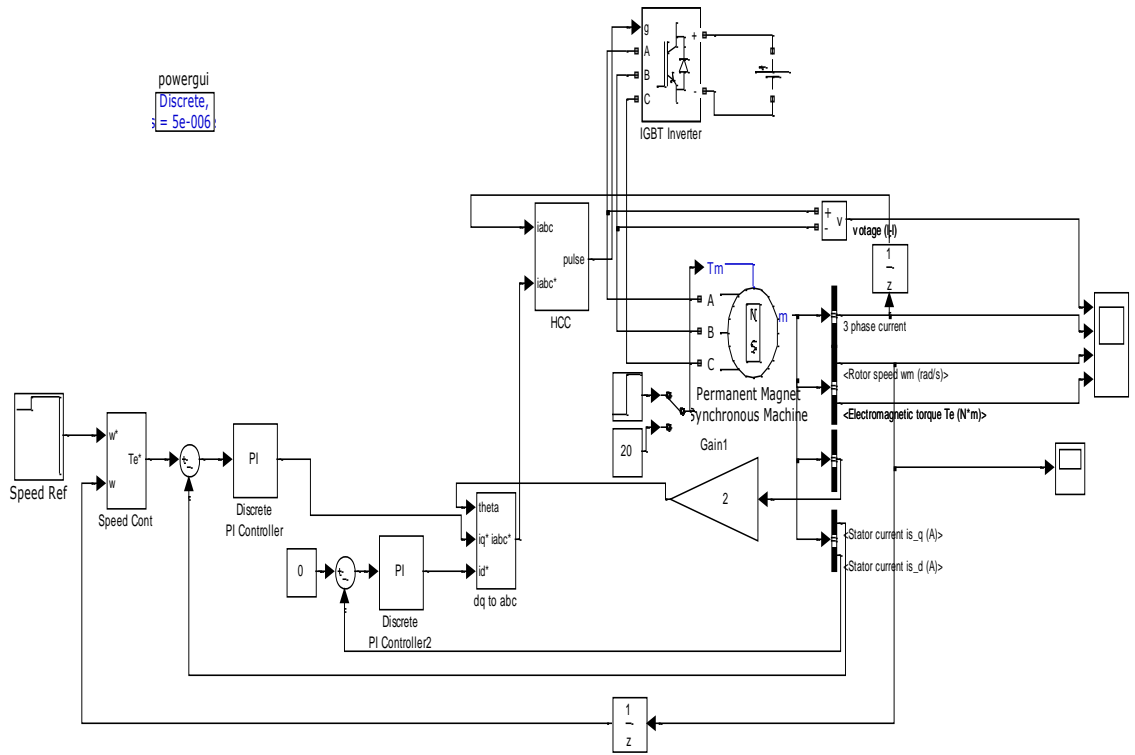 powergui
Discrete,
s = 5e-006
g
A
B
C
+
-
IGBT Inverter
iabc
pulse
iabc*
HCC
+
-
v
votage (l-l)
1
z
Tm
A
B
C
N
S
m
3 phase current
<Rotor speed wm (rad/s)>
Permanent Magnet
Synchronous Machine
<Electromagnetic torque Te (N*m)>
20
Gain1
2
Speed Ref
w*
Te*
w
Speed Cont
PI
Discrete
PI Controller
theta
iq* iabc*
id*
dq to abc
0
PI
Discrete
PI Controller2
<Stator current is_q (A)>
<Stator current is_d (A)>
1
z